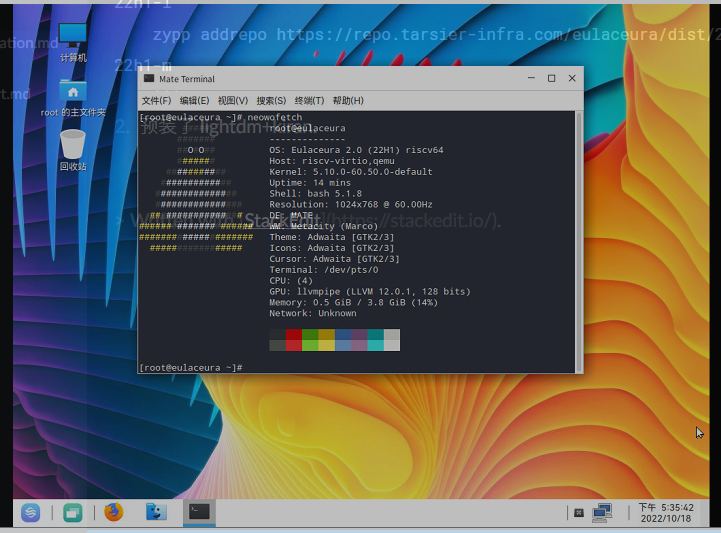 22h1-1
zypp addrepo https://repo.tarsier-infra.com/eulaceura/dist/2
ation.md
22h1-m
rt.md
计算机
root 的主文件夹
回收站
Mate Terminal
文件(F) 编辑(E) 视图(V) 搜索(S) 终端(T) 帮助(H)
[root@eulaceura ~]# neowofetch
root@eulaceura
--------------
OS: Eulaceura 2.0 (22H1) riscv64
Host: riscv-virtio,qemu
Kernel: 5.10.0-60.50.0-default
Uptime: 14 mins
Shell: bash 5.1.8
Resolution: 1024x768 @ 60.00Hz
DE: MATE
WM: Metacity (Marco)
Theme: Adwaita [GTK2/3]
Icons: Adwaita [GTK2/3]
Cursor: Adwaita [GTK2/3]
Terminal: /dev/pts/0
CPU: (4)
GPU: llvmpipe (LLVM 12.0.1, 128 bits)
Memory: 0.5 GiB / 3.8 GiB (14%)
Network: Unknown
2. 预装了 lightdm-
StackEdit](https://stackedit.io/).
[root@eulaceura ~]#
下午 5:35:42
2022/10/18